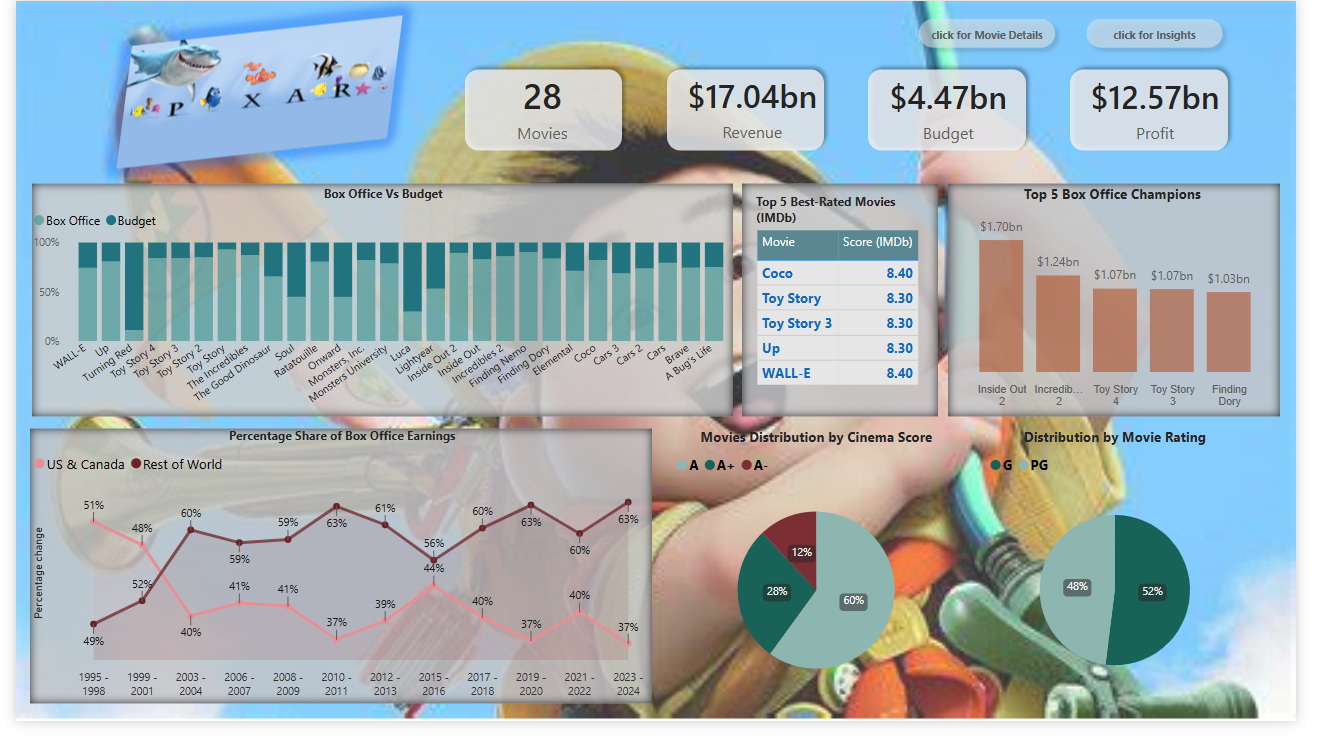 P X A R
click for Movie Details
click for Insights
28
Movies
$17.04bn
Revenue
$4.47bn
Budget
$12.57bn
Profit
Box Office Vs Budget
Box Office Budget
100%
50%
0%
WALL-E
Up
Turning Red
Toy Story 4
Toy Story 3
Toy Story 2
Toy Story
The Incredibles
The Good Dinosaur
Soul
Ratatouille
Onward
Monsters, Inc.
Monsters University
Luca
Lightyear
Inside Out 2
Inside Out
Incredibles 2
Finding Nemo
Finding Dory
Elemental
Coco
Cars 3
Cars 2
Cars
Brave
A Bug's Life
Top 5 Best-Rated Movies
(IMDb)
Movie Score (IMDb)
Coco 8.40
Toy Story 8.30
Toy Story 3 8.30
Up 8.30
WALL-E 8.40
Top 5 Box Office Champions
$1.70bn
$1.24bn
$1.07bn
$1.07bn
$1.03bn
Inside Out
2
Incredib...
2
Toy Story
4
Toy Story
3
Finding
Dory
Percentage Share of Box Office Earnings
US & Canada Rest of World
Percentage change
51%
48%
40%
41%
41%
37%
39%
44%
40%
37%
40%
37%
49%
52%
60%
59%
59%
63%
61%
56%
60%
63%
60%
63%
1995 -
1998
1999 -
2001
2003 -
2004
2006 -
2007
2008 -
2009
2010 -
2011
2012 -
2013
2015 -
2016
2017 -
2018
2019 -
2020
2021 -
2022
2023 -
2024
Movies Distribution by Cinema Score
A A+ A-
12%
28%
60%
Distribution by Movie Rating
G PG
48%
52%